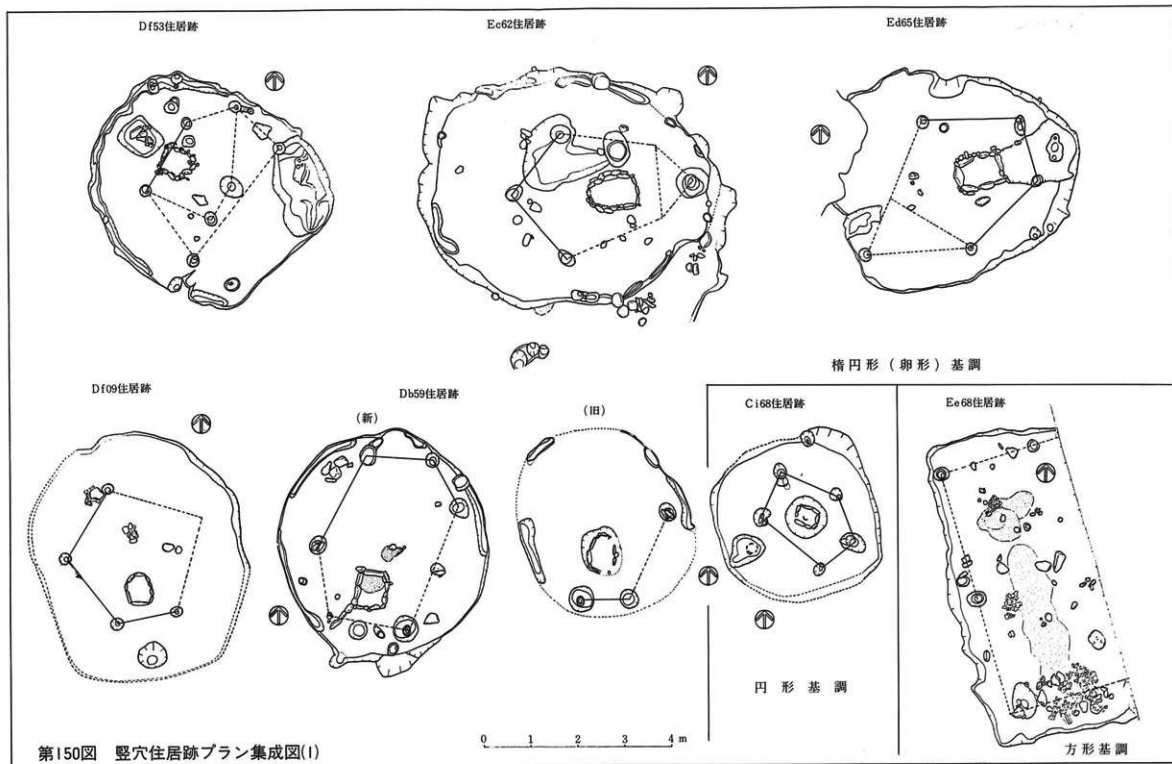 Df53住居跡
Ec62住居跡
Ed65住居跡
楕円形(卵形)基調
Df09住居跡
Db59住居跡
(新)
(旧)
Ci68住居跡
Ee68住居跡
円形基調
方形基調
第150図 竪穴住居跡プラン集成図(1)
0 1 2 3 4 m